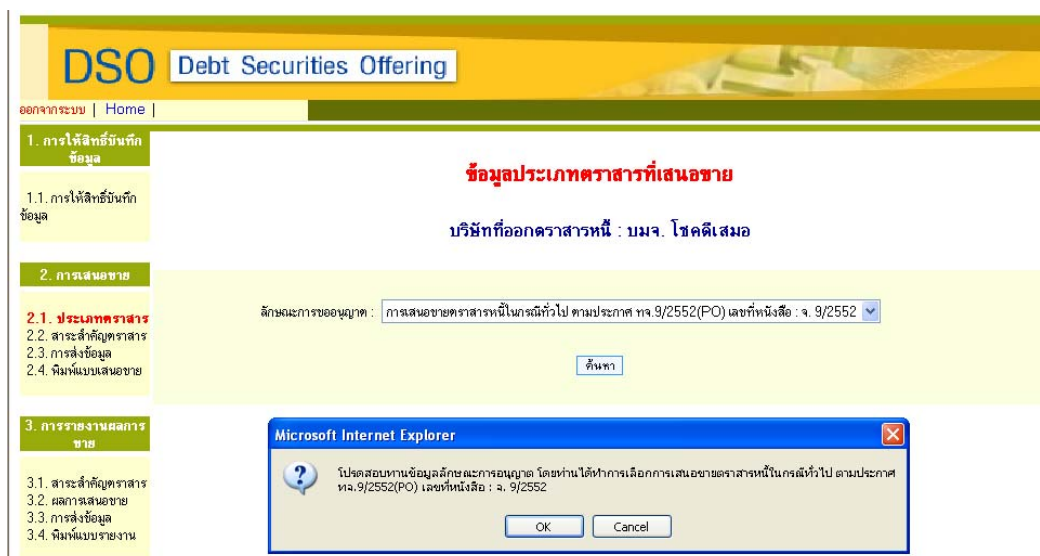 DSO Debt Securities Offering
ออกจากระบบ | Home |
1. การให้สิทธิ์บันทึก
ข้อมูล
1.1. การให้สิทธิ์บันทึก
ข้อมูล
2. การเสนอขาย
2.1. ประเภทตราสาร
2.2. สาระสำคัญตราสาร
2.3. การส่งข้อมูล
2.4. พิมพ์แบบเสนอขาย
3. การรายงานผลการ
ขาย
3.1. สาระสำคัญตราสาร
3.2. ผลการเสนอขาย
3.3. การส่งข้อมูล
3.4. พิมพ์แบบรายงาน
ข้อมูลประเภทตราสารที่เสนอขาย
บริษัทที่ออกตราสารหนี้ : บมจ. โชคดีเสมอ
ลักษณะการขออนุญาต : การเสนอขายตราสารหนี้ในกรณีทั่วไป ตามประกาศ ทจ.9/2552(PO) เลขที่หนังสือ : จ. 9/2552
ค้นหา
Microsoft Internet Explorer
โปรดสอบทานข้อมูลลักษณะการอนุญาต โดยท่านได้ทำการเลือกการเสนอขายตราสารหนี้ในกรณีทั่วไป ตามประกาศ
ทจ.9/2552(PO) เลขที่หนังสือ : จ. 9/2552
OK Cancel